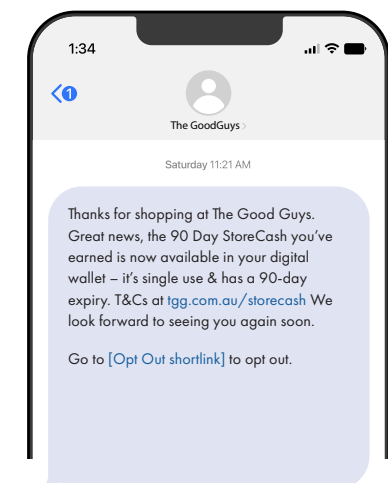 1:34
1
The GoodGuys
Saturday 11:21 AM
Thanks for shopping at The Good Guys.
Great news, the 90 Day StoreCash you’ve
earned is now available in your digital
wallet – it’s single use & has a 90-day
expiry. T&Cs at tgg.com.au/storecash We
look forward to seeing you again soon.
Go to [Opt Out shortlink] to opt out.